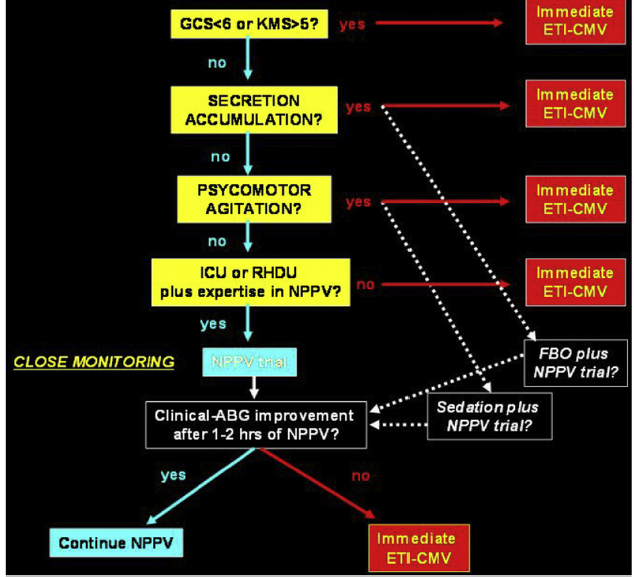 GCS<6 or KMS>5?
yes
Immediate
ETI-CMV
no
SECRETION
ACCUMULATION?
yes
Immediate
ETI-CMV
no
PSYCOMOTOR
AGITATION?
yes
Immediate
ETI-CMV
no
ICU or RHDU
plus expertise in NPPV?
no
Immediate
ETI-CMV
yes
CLOSE MONITORING
NPPV trial
FBO plus
NPPV trial?
Clinical-ABG improvement
after 1-2 hrs of NPPV?
Sedation plus
NPPV trial?
yes
no
Continue NPPV
Immediate
ETI-CMV